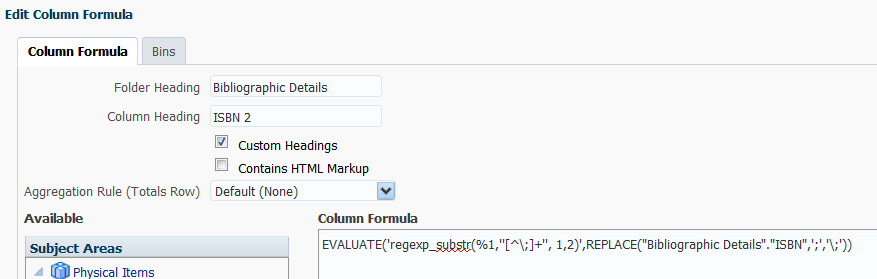 Edit Column Formula
Column Formula Bins
Folder Heading Bibliographic Details
Column Heading ISBN 2
Custom Headings
Contains HTML Markup
Aggregation Rule (Totals Row) Default (None)
Available Column Formula
Subject Areas EVALUATE('regexp_substr(%1,''[^\;]+'', 1,2)',REPLACE("Bibliographic Details"."ISBN",';','\;'))
Physical Items